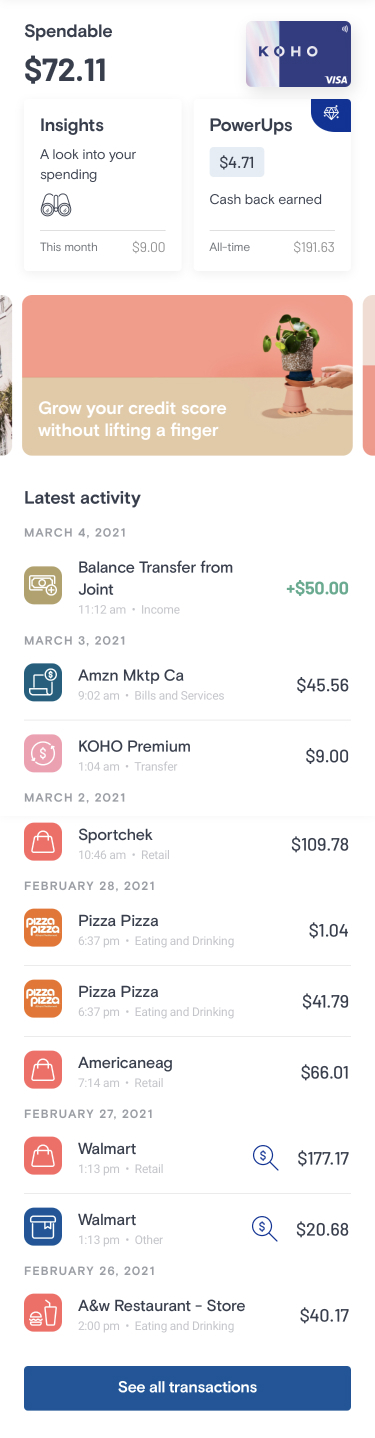 Spendable
$72.11
KOHO
VISA
Insights
A look into your
spending
This month $9.00
PowerUps
$4.71
Cash back earned
All-time $191.63
Grow your credit score
without lifting a finger
Latest activity
MARCH 4, 2021
Balance Transfer from
Joint
+$50.00
11:12 am • Income
MARCH 3, 2021
Amzn Mktp Ca
$45.56
9:02 am • Bills and Services
KOHO Premium
$9.00
1:04 am • Transfer
MARCH 2, 2021
Sportchek
$109.78
10:46 am • Retail
FEBRUARY 28, 2021
pizza
pizza
Pizza Pizza
$1.04
6:37 pm • Eating and Drinking
pizza
pizza
Pizza Pizza
$41.79
6:37 pm • Eating and Drinking
Americaneag
$66.01
7:14 am • Retail
FEBRUARY 27, 2021
Walmart
$177.17
1:13 pm • Retail
Walmart
$20.68
1:13 pm • Other
FEBRUARY 26, 2021
A&w Restaurant - Store
$40.17
2:00 pm • Eating and Drinking
See all transactions